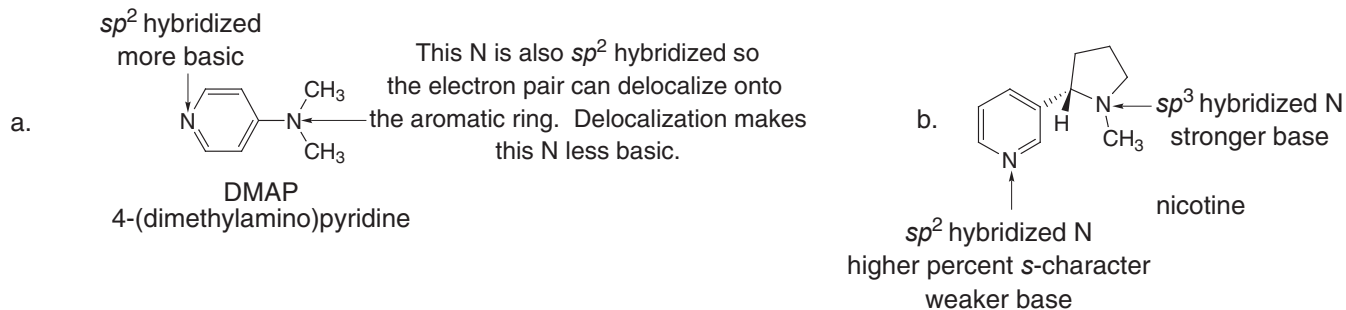 a.
sp² hybridized
more basic
N
N
CH₃
CH₃
DMAP
4-(dimethylamino)pyridine
This N is also sp² hybridized so
the electron pair can delocalize onto
the aromatic ring. Delocalization makes
this N less basic.
b.
N
H
N
CH₃
sp³ hybridized N
stronger base
nicotine
sp² hybridized N
higher percent s-character
weaker base